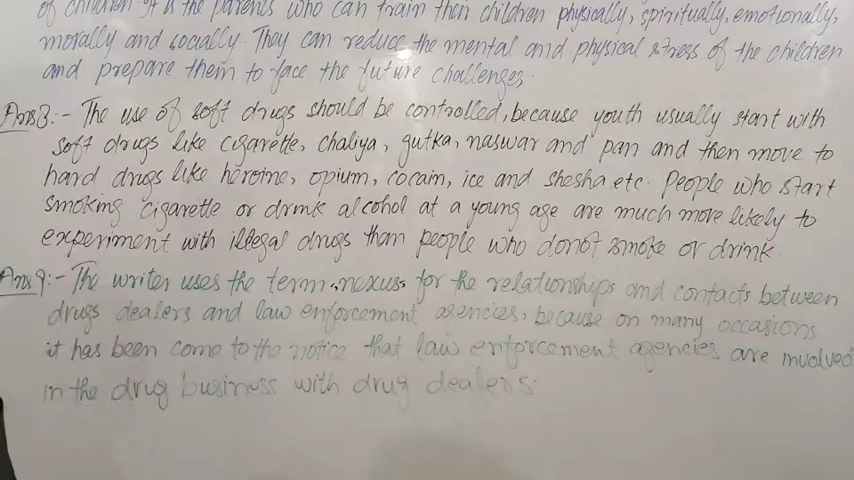 of children. It is the parents who can train their children physically, spiritually, emotionally,
morally and socially. They can reduce the mental and physical stress of the children
and prepare them to face the future challenges.
Ans8:- The use of soft drugs should be controlled, because youth usually start with
soft drugs like cigarette, chaliya, gutka, naswar and pan and then move to
hard drugs like heroine, opium, cocain, ice and shesha etc. People who start
smoking cigarette or drink alcohol at a young age are much more likely to
experiment with illegal drugs than people who donot smoke or drink.
Ans9:- The writer uses the term "nexus" for the relationships and contacts between
drugs dealers and law enforcement agencies, because on many occasions
it has been come to the notice that law enforcement agencies are involved
in the drug business with drug dealers.